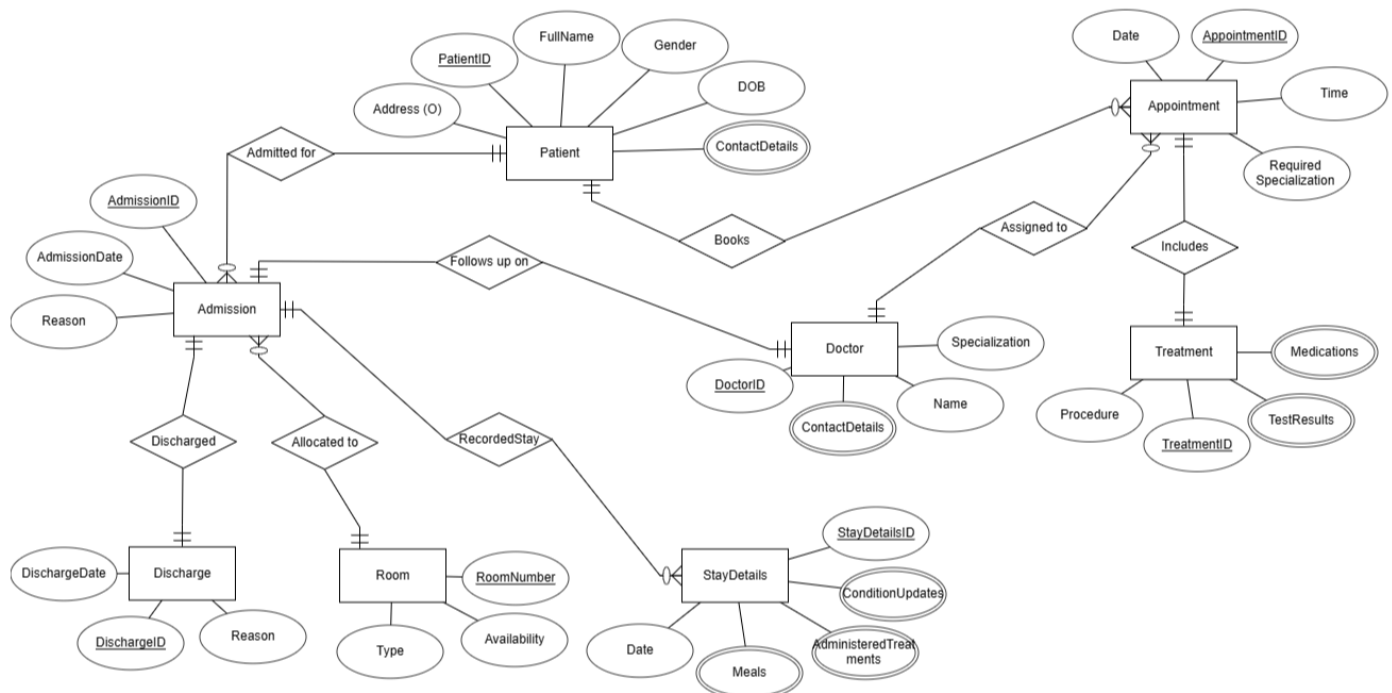 FullName
Gender
Date
AppointmentID
PatientID
DOB
Time
Address (O)
Appointment
Admitted for
Patient
ContactDetails
Required
Specialization
AdmissionID
Assigned to
Books
Includes
AdmissionDate
Follows up on
Admission
Reason
Doctor
Specialization
Treatment
Medications
DoctorID
Name
Procedure
TestResults
ContactDetails
Discharged
Allocated to
RecordedStay
TreatmentID
StayDetailsID
DischargeDate
Discharge
Room
RoomNumber
StayDetails
ConditionUpdates
DischargeID
Reason
Type
Availability
Date
AdministeredTreat
ments
Meals